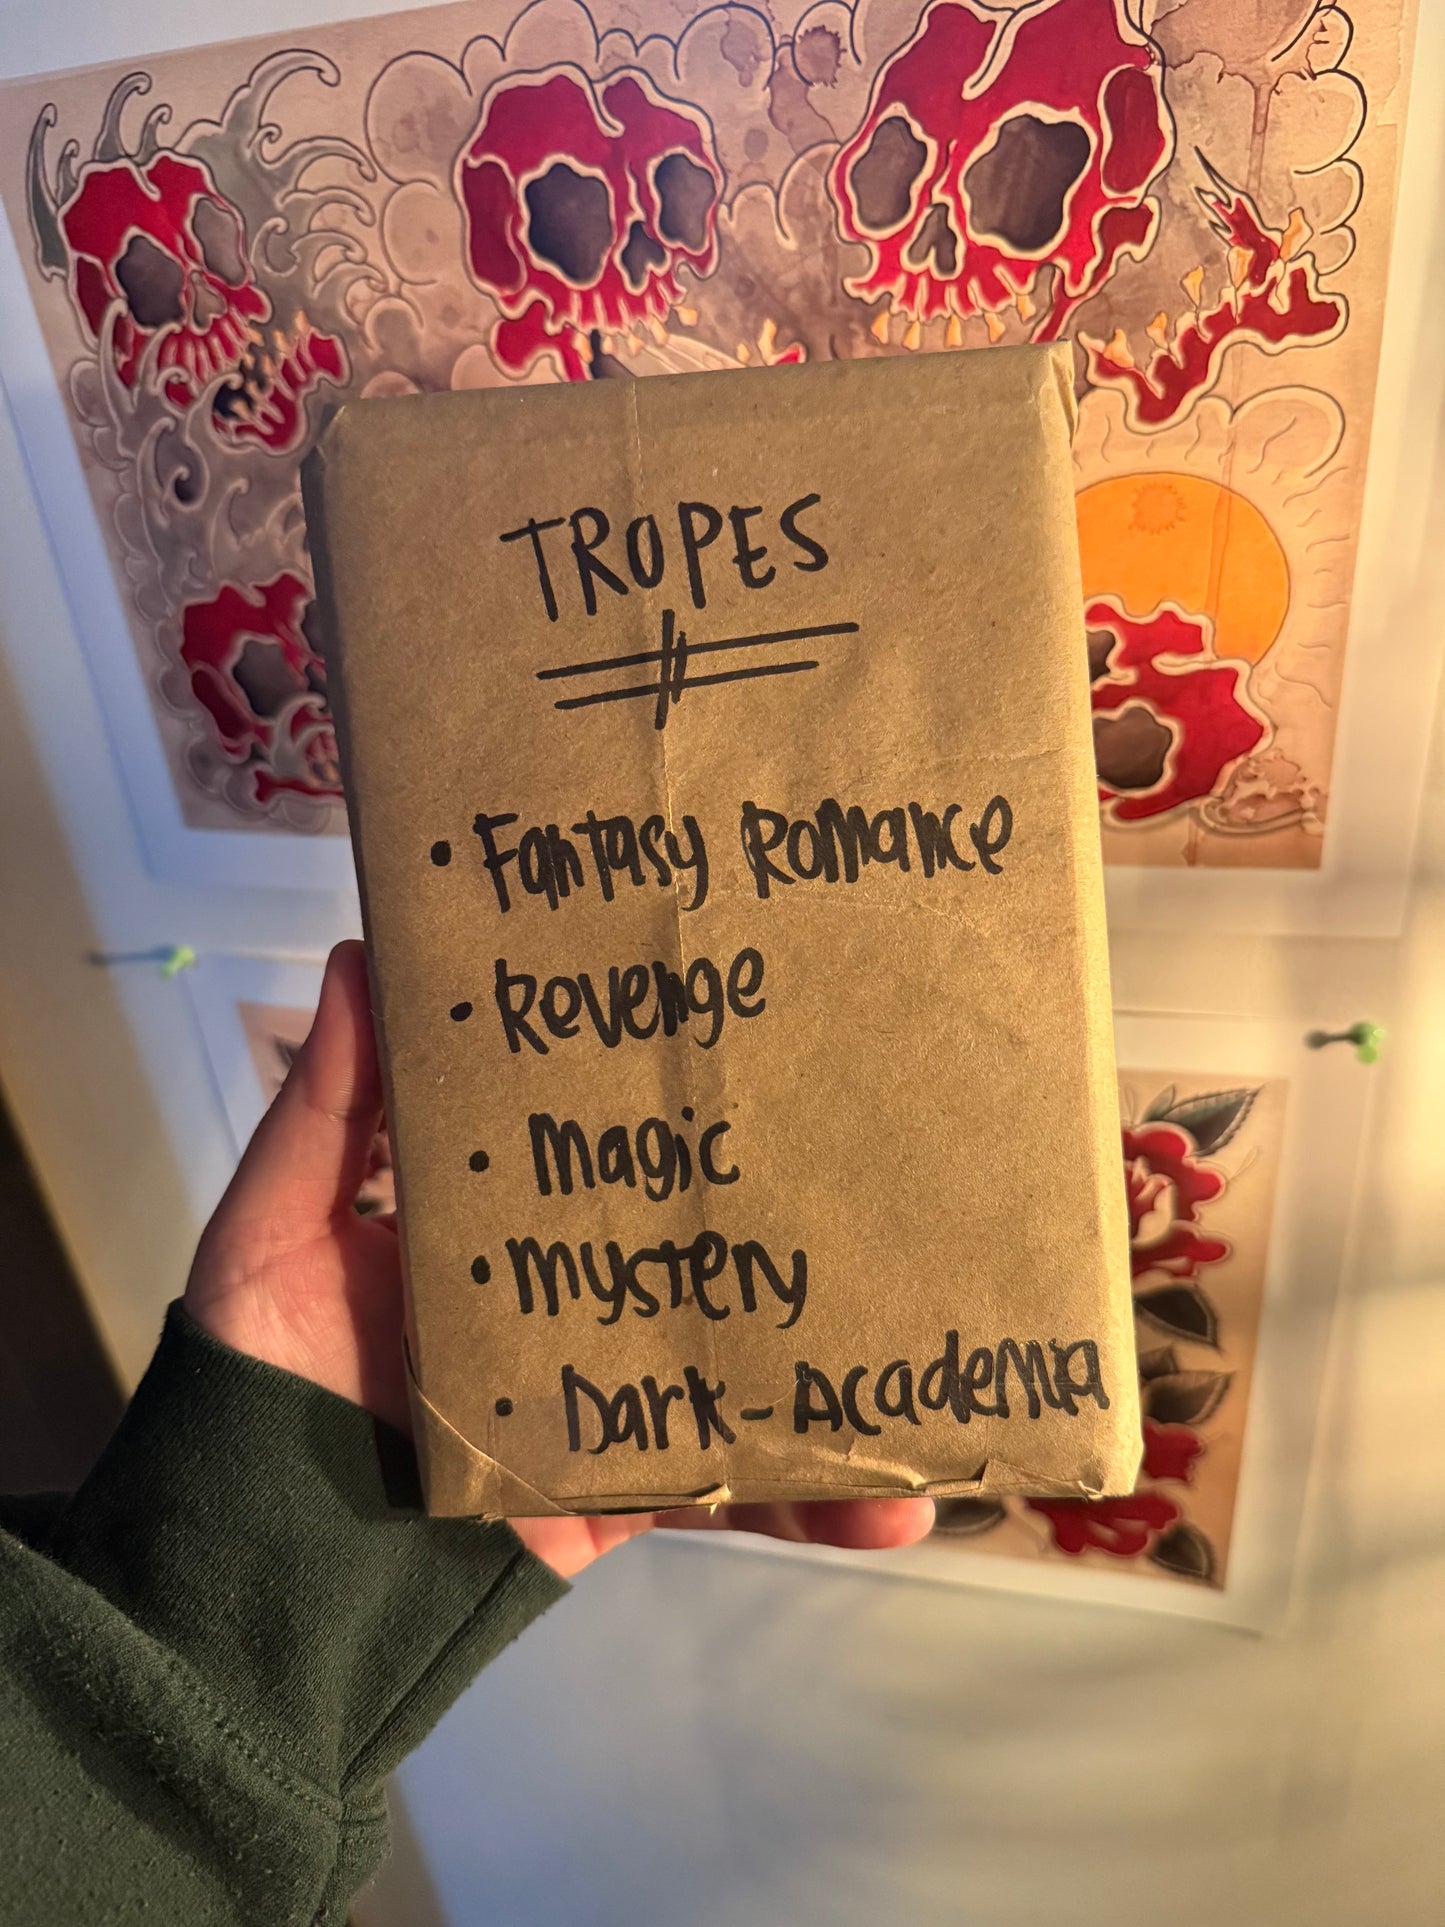 TROPES
• Fantasy Romance
• Revenge
• Magic
• Mystery
• Dark-Academia